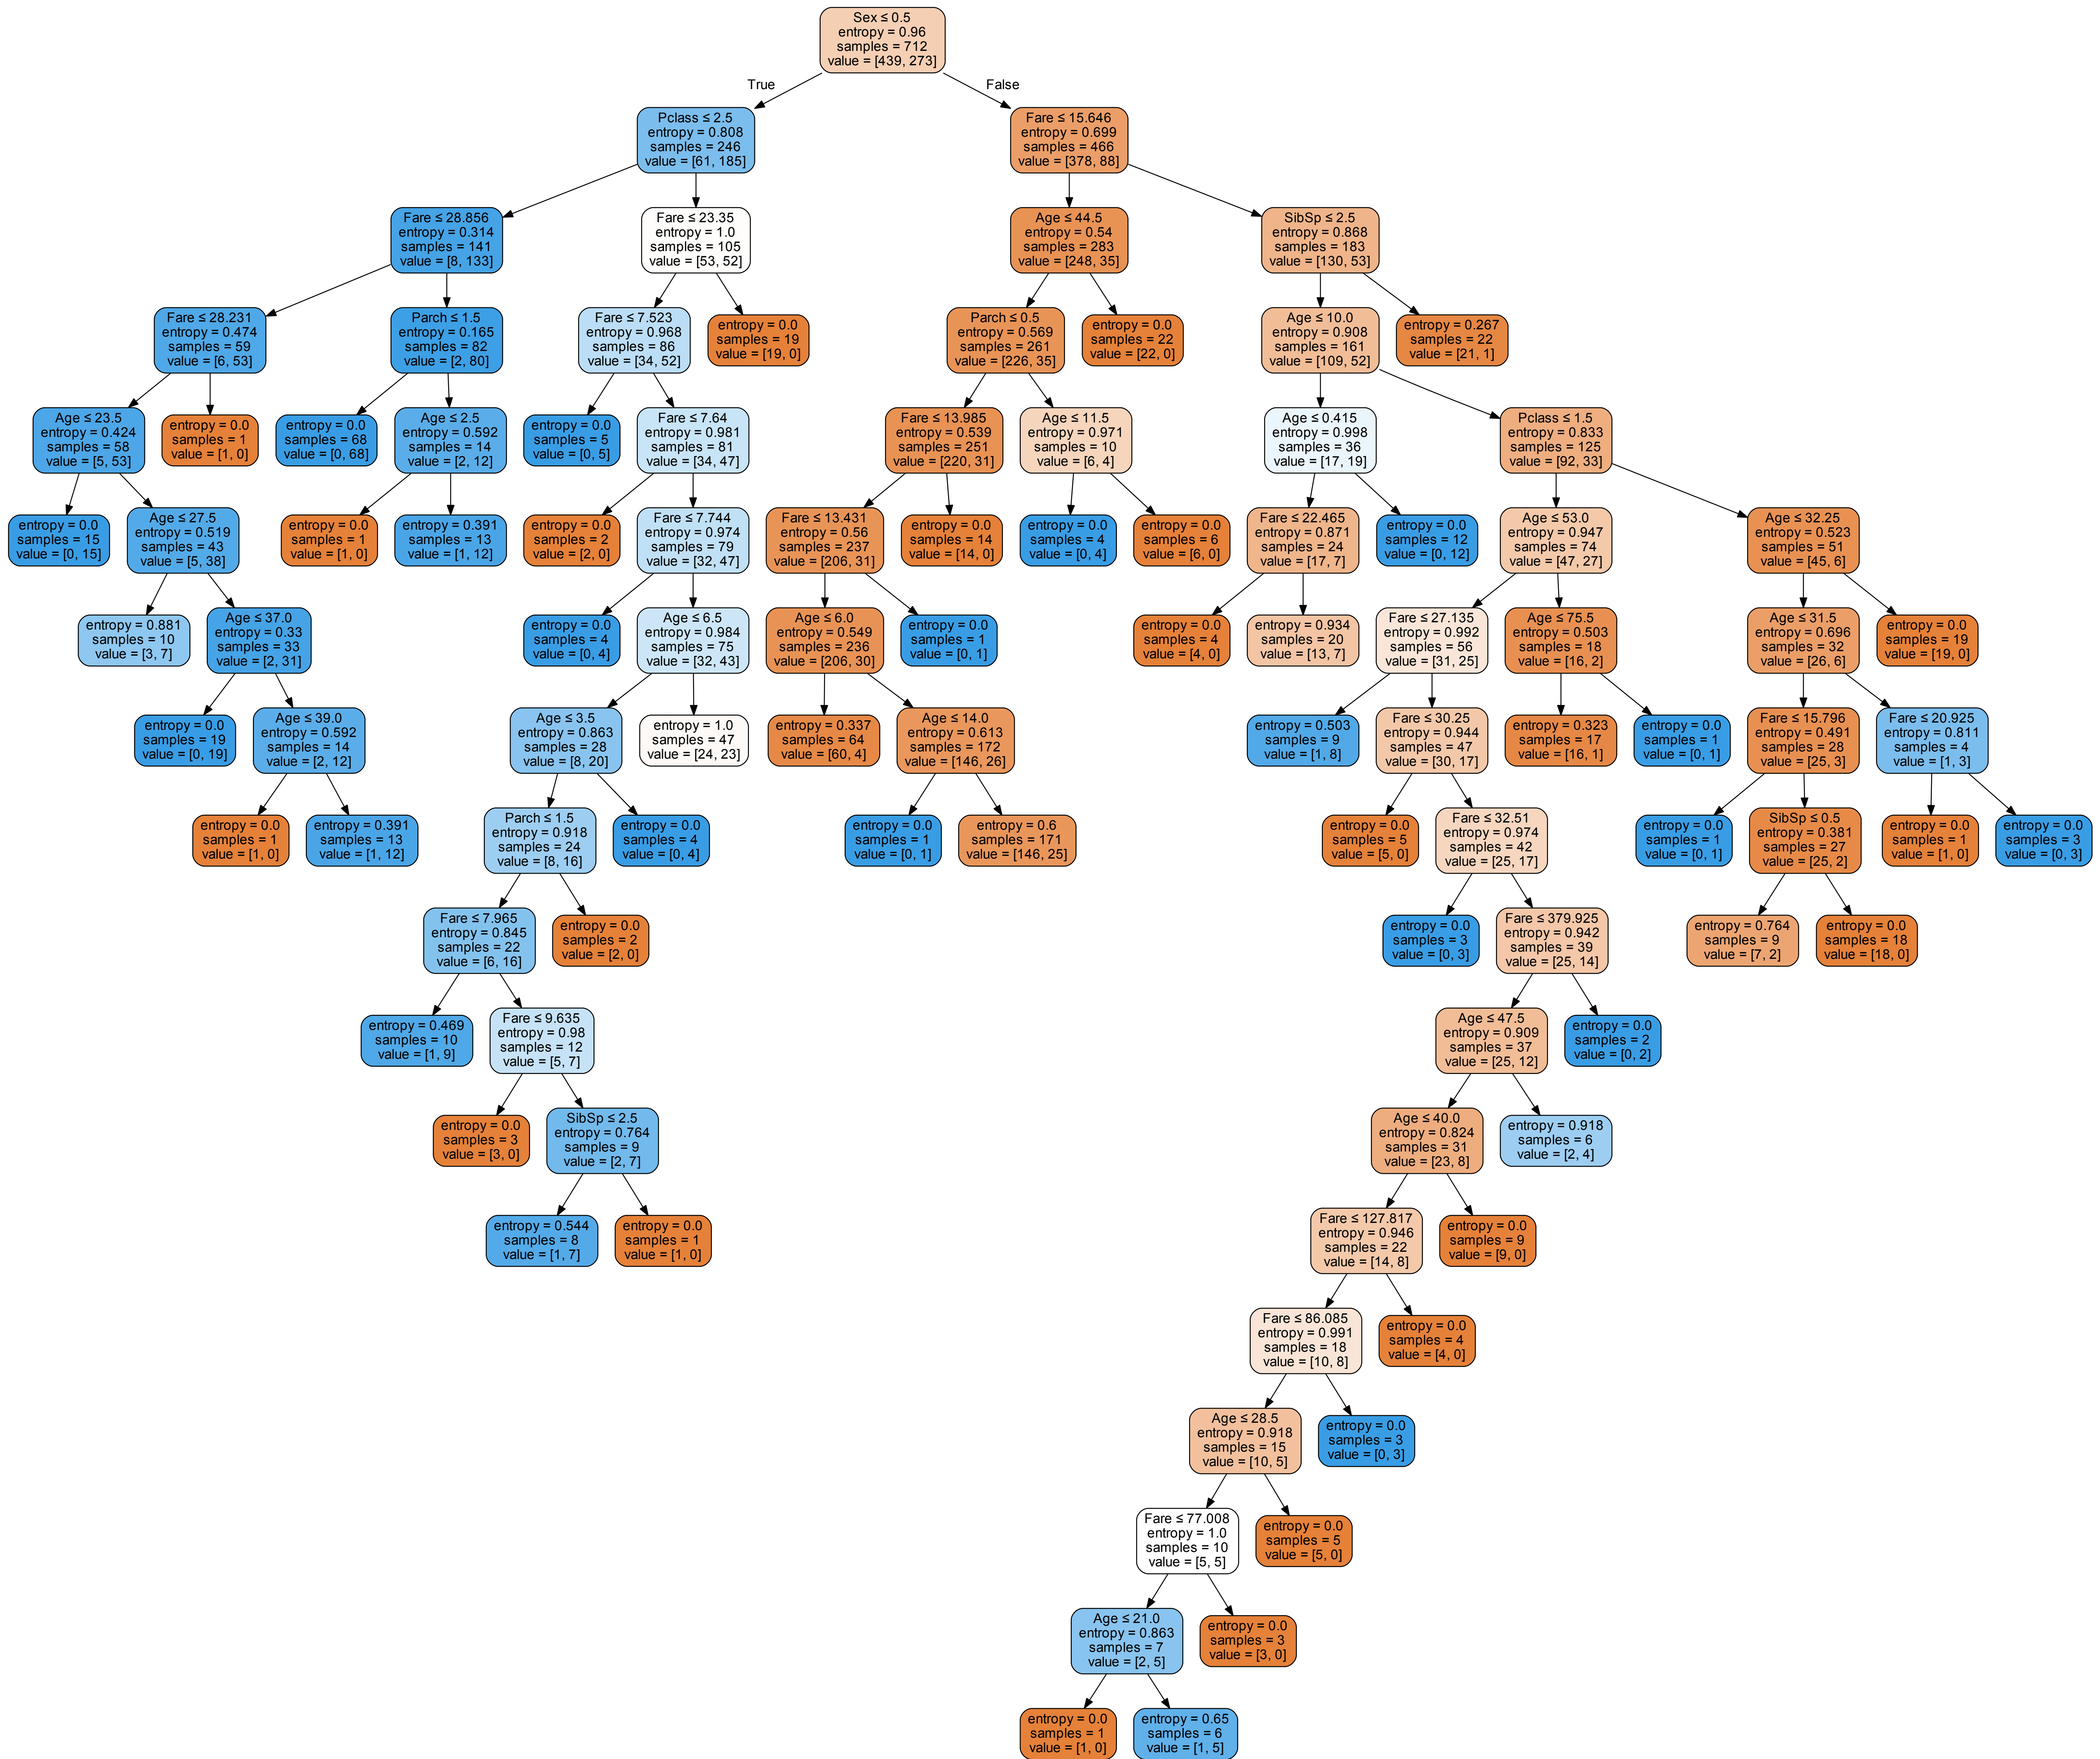 Sex ≤ 0.5
entropy = 0.96
samples = 712
value = [439, 273]
True
False
Pclass ≤ 2.5
entropy = 0.808
samples = 246
value = [61, 185]
Fare ≤ 15.646
entropy = 0.699
samples = 466
value = [378, 88]
Fare ≤ 28.856
entropy = 0.314
samples = 141
value = [8, 133]
Fare ≤ 23.35
entropy = 1.0
samples = 105
value = [53, 52]
Age ≤ 44.5
entropy = 0.54
samples = 283
value = [248, 35]
SibSp ≤ 2.5
entropy = 0.868
samples = 183
value = [130, 53]
Fare ≤ 28.231
entropy = 0.474
samples = 59
value = [6, 53]
Parch ≤ 1.5
entropy = 0.165
samples = 82
value = [2, 80]
Fare ≤ 7.523
entropy = 0.968
samples = 86
value = [34, 52]
entropy = 0.0
samples = 19
value = [19, 0]
Parch ≤ 0.5
entropy = 0.569
samples = 261
value = [226, 35]
entropy = 0.0
samples = 22
value = [22, 0]
Age ≤ 10.0
entropy = 0.908
samples = 161
value = [109, 52]
entropy = 0.267
samples = 22
value = [21, 1]
Age ≤ 23.5
entropy = 0.424
samples = 58
value = [5, 53]
entropy = 0.0
samples = 1
value = [1, 0]
entropy = 0.0
samples = 68
value = [0, 68]
Age ≤ 2.5
entropy = 0.592
samples = 14
value = [2, 12]
entropy = 0.0
samples = 5
value = [0, 5]
Fare ≤ 7.64
entropy = 0.981
samples = 81
value = [34, 47]
Fare ≤ 13.985
entropy = 0.539
samples = 251
value = [220, 31]
Age ≤ 11.5
entropy = 0.971
samples = 10
value = [6, 4]
Age ≤ 0.415
entropy = 0.998
samples = 36
value = [17, 19]
Pclass ≤ 1.5
entropy = 0.833
samples = 125
value = [92, 33]
entropy = 0.0
samples = 15
value = [0, 15]
Age ≤ 27.5
entropy = 0.519
samples = 43
value = [5, 38]
entropy = 0.0
samples = 1
value = [1, 0]
entropy = 0.391
samples = 13
value = [1, 12]
entropy = 0.0
samples = 2
value = [2, 0]
Fare ≤ 7.744
entropy = 0.974
samples = 79
value = [32, 47]
Fare ≤ 13.431
entropy = 0.56
samples = 237
value = [206, 31]
entropy = 0.0
samples = 14
value = [14, 0]
entropy = 0.0
samples = 4
value = [0, 4]
entropy = 0.0
samples = 6
value = [6, 0]
Fare ≤ 22.465
entropy = 0.871
samples = 24
value = [17, 7]
entropy = 0.0
samples = 12
value = [0, 12]
Age ≤ 53.0
entropy = 0.947
samples = 74
value = [47, 27]
Age ≤ 32.25
entropy = 0.523
samples = 51
value = [45, 6]
entropy = 0.881
samples = 10
value = [3, 7]
Age ≤ 37.0
entropy = 0.33
samples = 33
value = [2, 31]
entropy = 0.0
samples = 4
value = [0, 4]
Age ≤ 6.5
entropy = 0.984
samples = 75
value = [32, 43]
Age ≤ 6.0
entropy = 0.549
samples = 236
value = [206, 30]
entropy = 0.0
samples = 1
value = [0, 1]
entropy = 0.0
samples = 4
value = [4, 0]
entropy = 0.934
samples = 20
value = [13, 7]
Fare ≤ 27.135
entropy = 0.992
samples = 56
value = [31, 25]
Age ≤ 75.5
entropy = 0.503
samples = 18
value = [16, 2]
Age ≤ 31.5
entropy = 0.696
samples = 32
value = [26, 6]
entropy = 0.0
samples = 19
value = [19, 0]
entropy = 0.0
samples = 19
value = [0, 19]
Age ≤ 39.0
entropy = 0.592
samples = 14
value = [2, 12]
Age ≤ 3.5
entropy = 0.863
samples = 28
value = [8, 20]
entropy = 1.0
samples = 47
value = [24, 23]
entropy = 0.337
samples = 64
value = [60, 4]
Age ≤ 14.0
entropy = 0.613
samples = 172
value = [146, 26]
entropy = 0.503
samples = 9
value = [1, 8]
Fare ≤ 30.25
entropy = 0.944
samples = 47
value = [30, 17]
entropy = 0.323
samples = 17
value = [16, 1]
entropy = 0.0
samples = 1
value = [0, 1]
Fare ≤ 15.796
entropy = 0.491
samples = 28
value = [25, 3]
Fare ≤ 20.925
entropy = 0.811
samples = 4
value = [1, 3]
entropy = 0.0
samples = 1
value = [1, 0]
entropy = 0.391
samples = 13
value = [1, 12]
Parch ≤ 1.5
entropy = 0.918
samples = 24
value = [8, 16]
entropy = 0.0
samples = 4
value = [0, 4]
entropy = 0.0
samples = 1
value = [0, 1]
entropy = 0.6
samples = 171
value = [146, 25]
entropy = 0.0
samples = 5
value = [5, 0]
Fare ≤ 32.51
entropy = 0.974
samples = 42
value = [25, 17]
entropy = 0.0
samples = 1
value = [0, 1]
SibSp ≤ 0.5
entropy = 0.381
samples = 27
value = [25, 2]
entropy = 0.0
samples = 1
value = [1, 0]
entropy = 0.0
samples = 3
value = [0, 3]
Fare ≤ 7.965
entropy = 0.845
samples = 22
value = [6, 16]
entropy = 0.0
samples = 2
value = [2, 0]
entropy = 0.0
samples = 3
value = [0, 3]
Fare ≤ 379.925
entropy = 0.942
samples = 39
value = [25, 14]
entropy = 0.764
samples = 9
value = [7, 2]
entropy = 0.0
samples = 18
value = [18, 0]
entropy = 0.469
samples = 10
value = [1, 9]
Fare ≤ 9.635
entropy = 0.98
samples = 12
value = [5, 7]
Age ≤ 47.5
entropy = 0.909
samples = 37
value = [25, 12]
entropy = 0.0
samples = 2
value = [0, 2]
entropy = 0.0
samples = 3
value = [3, 0]
SibSp ≤ 2.5
entropy = 0.764
samples = 9
value = [2, 7]
Age ≤ 40.0
entropy = 0.824
samples = 31
value = [23, 8]
entropy = 0.918
samples = 6
value = [2, 4]
entropy = 0.544
samples = 8
value = [1, 7]
entropy = 0.0
samples = 1
value = [1, 0]
Fare ≤ 127.817
entropy = 0.946
samples = 22
value = [14, 8]
entropy = 0.0
samples = 9
value = [9, 0]
Fare ≤ 86.085
entropy = 0.991
samples = 18
value = [10, 8]
entropy = 0.0
samples = 4
value = [4, 0]
Age ≤ 28.5
entropy = 0.918
samples = 15
value = [10, 5]
entropy = 0.0
samples = 3
value = [0, 3]
Fare ≤ 77.008
entropy = 1.0
samples = 10
value = [5, 5]
entropy = 0.0
samples = 5
value = [5, 0]
Age ≤ 21.0
entropy = 0.863
samples = 7
value = [2, 5]
entropy = 0.0
samples = 3
value = [3, 0]
entropy = 0.0
samples = 1
value = [1, 0]
entropy = 0.65
samples = 6
value = [1, 5]